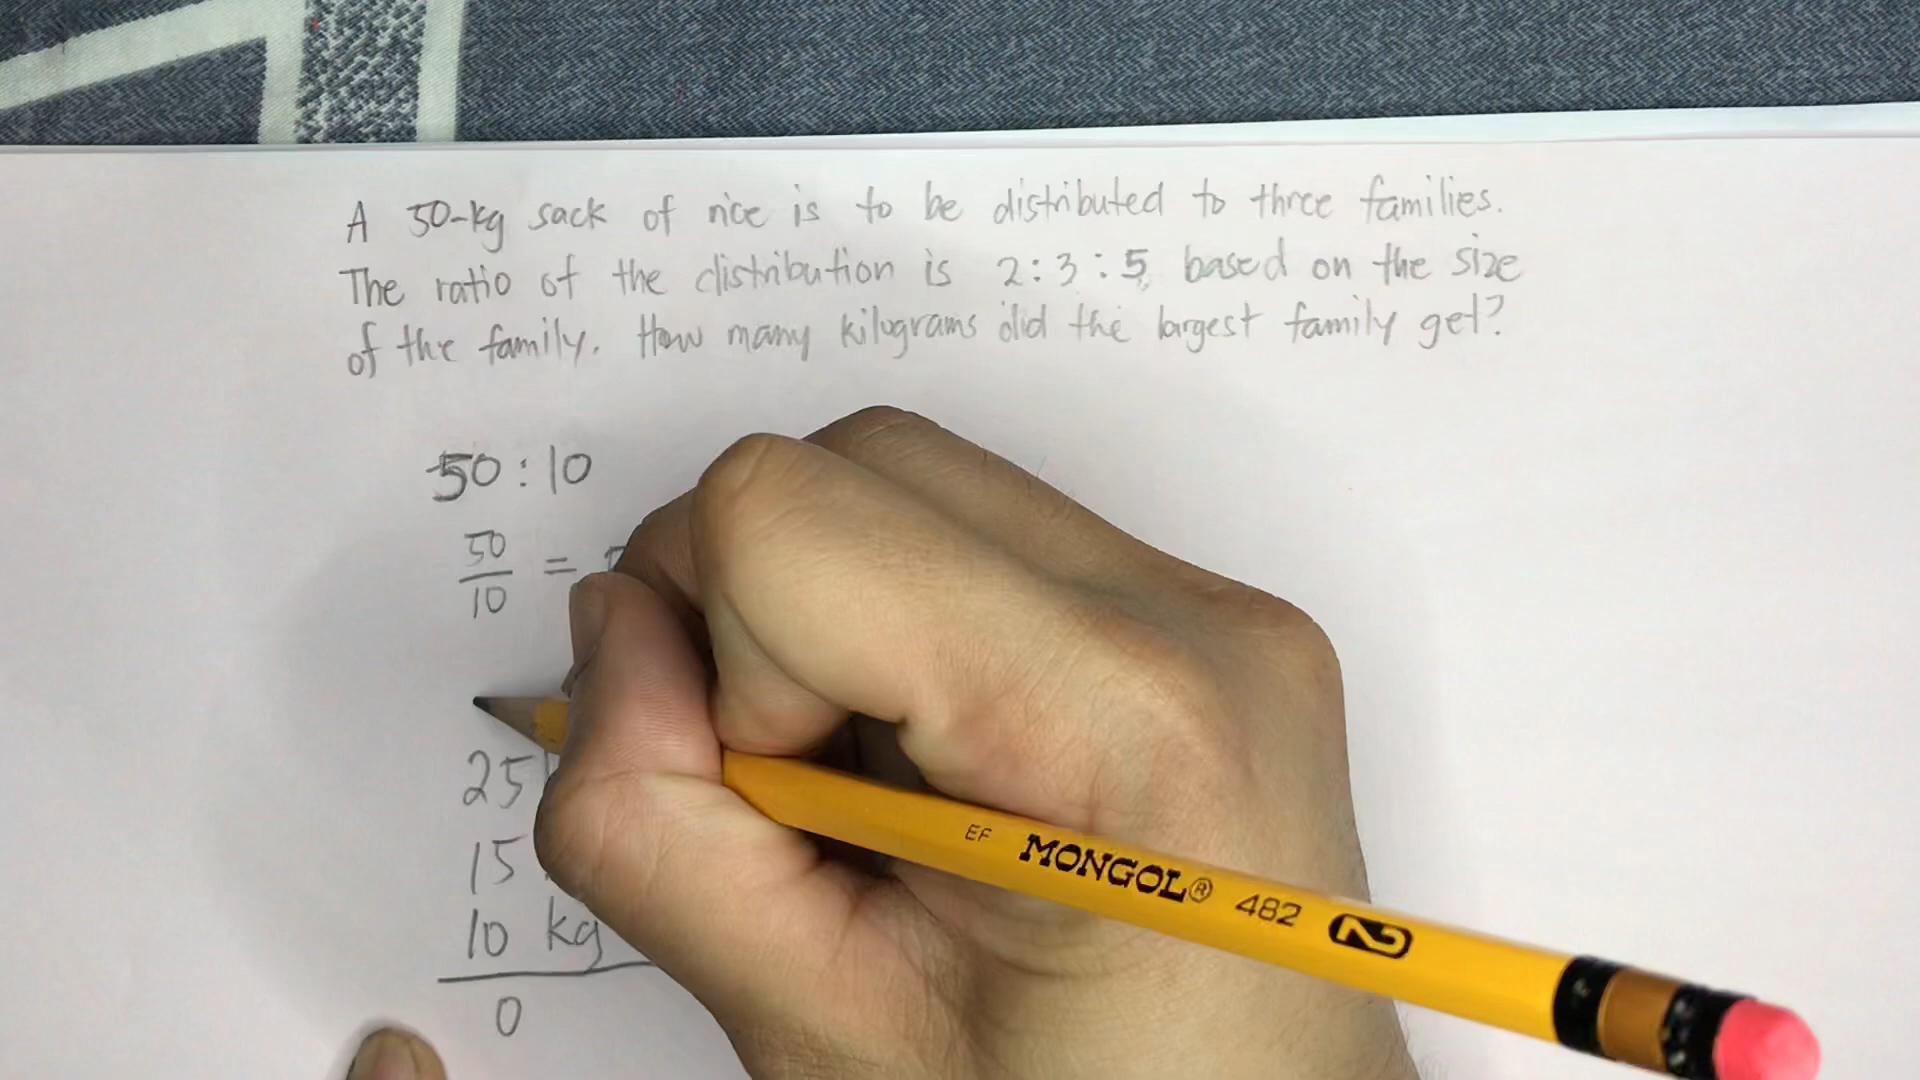 A 50-kg sack of rice is to be distributed to three families.
The ratio of the distribution is 2:3:5, based on the size
of the family. How many kilograms did the largest family get?
50:10
50
10
=
25
15
10 kg
0
EF MONGOL® 482 2